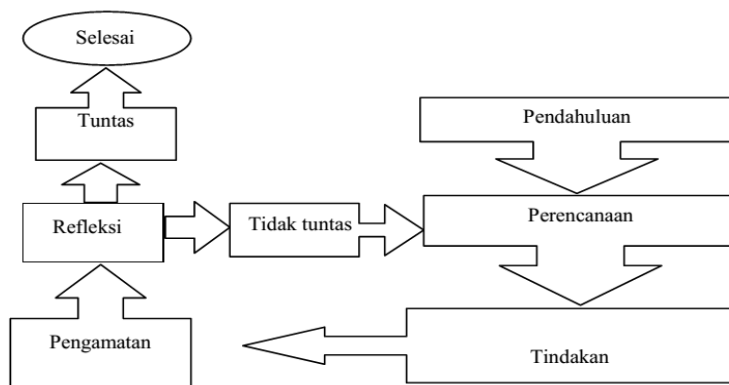 Selesai
Tuntas
Pendahuluan
Refleksi
Tidak tuntas
Perencanaan
Pengamatan
Tindakan